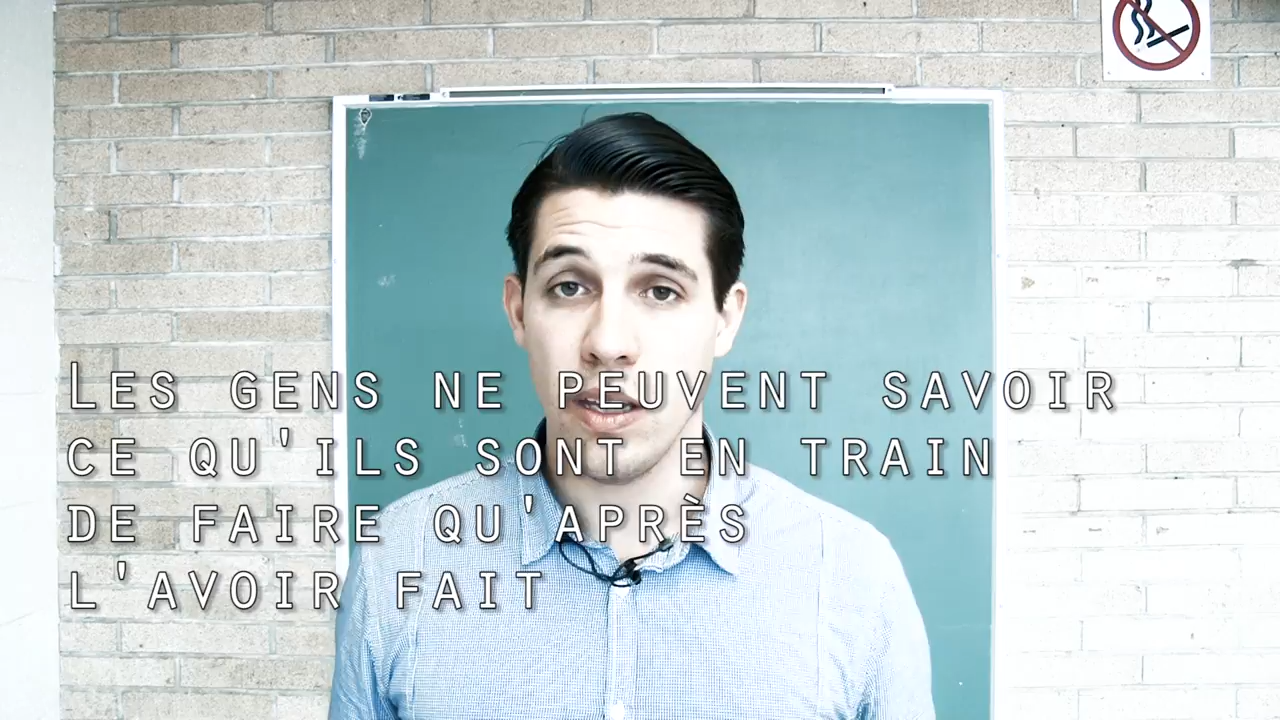 Les gens ne peuvent savoir
ce qu'ils sont en train
de faire qu'après
l'avoir fait